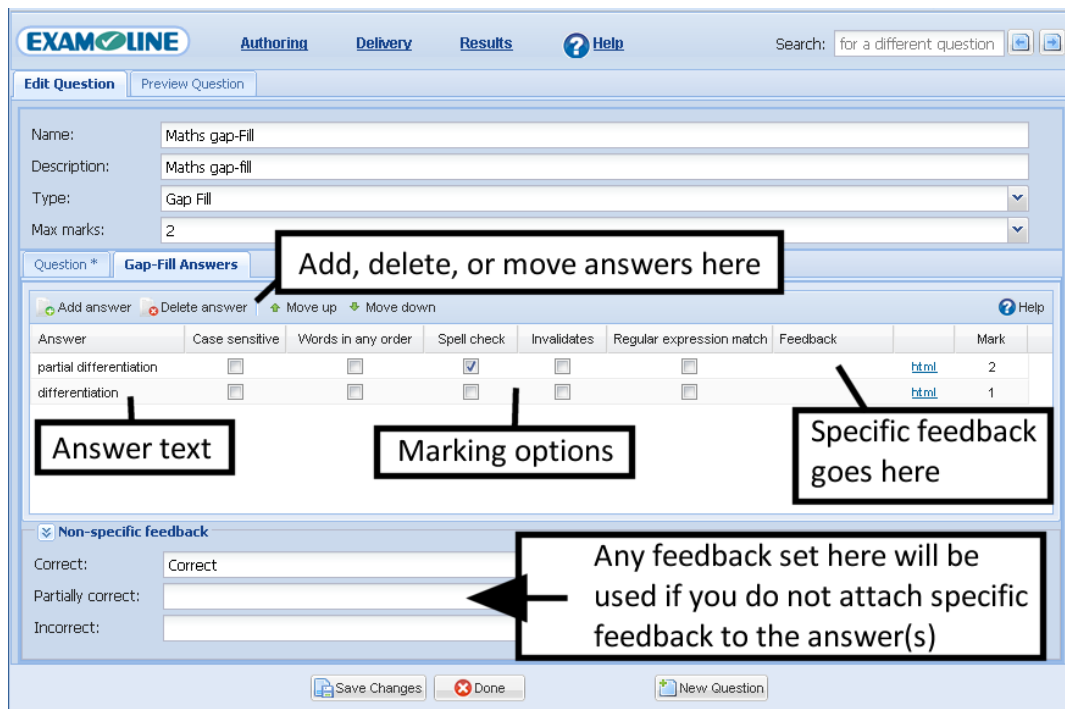 EXAMOLINE Authoring Delivery Results Help Search: for a different question
Edit Question Preview Question
Name: Maths gap-Fill
Description: Maths gap-fill
Type: Gap Fill
Max marks: 2
Question * Gap-Fill Answers
Add, delete, or move answers here
Add answer Delete answer Move up Move down Help
Answer Case sensitive Words in any order Spell check Invalidates Regular expression match Feedback Mark
partial differentiation html 2
differentiation html 1
Answer text
Marking options
Specific feedback
goes here
Non-specific feedback
Correct: Correct
Partially correct:
Incorrect:
Any feedback set here will be
used if you do not attach specific
feedback to the answer(s)
Save Changes Done New Question